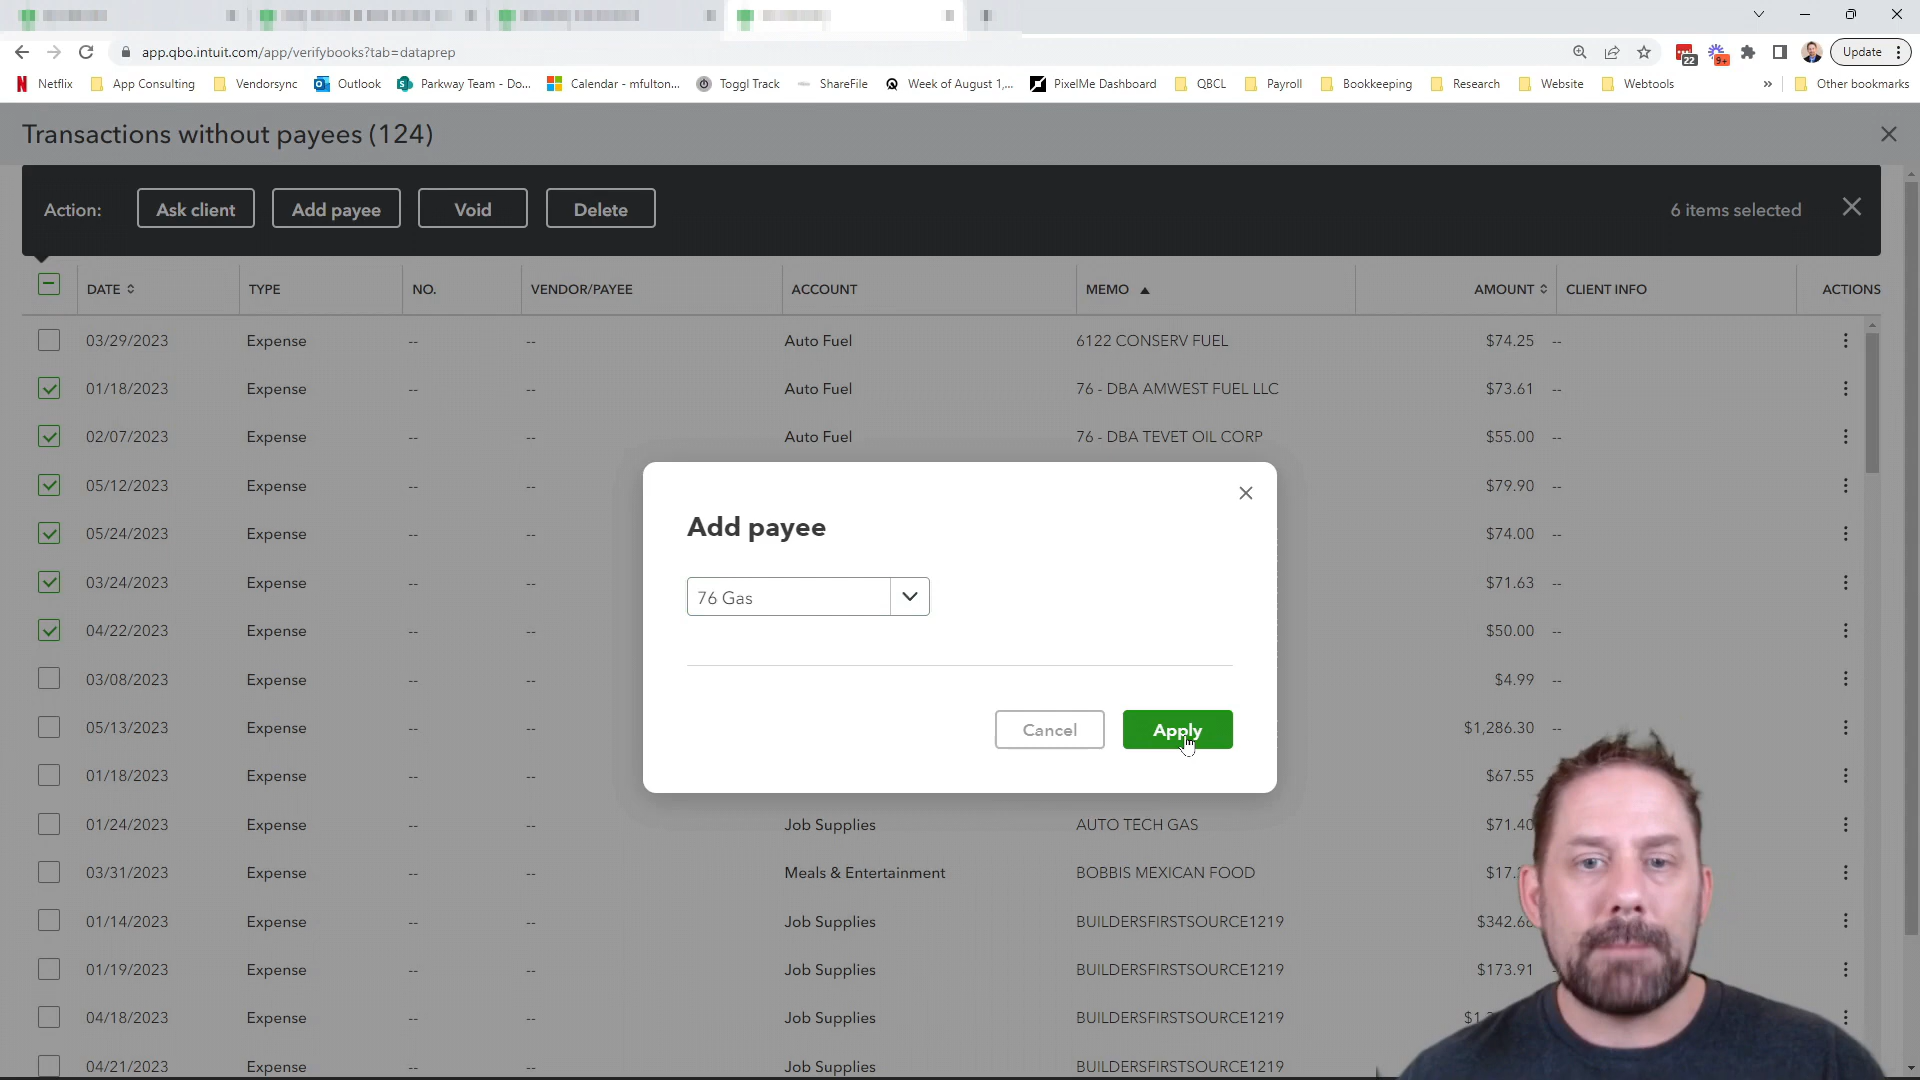 app.qbo.intuit.com/app/verifybooks?tab=dataprep
22
9+
Update
Netflix App Consulting Vendorsync Outlook Parkway Team - Do... Calendar - mfulton... Toggl Track ShareFile Week of August 1,... PixelMe Dashboard QBCL Payroll Bookkeeping Research Website Webtools » Other bookmarks
Transactions without payees (124)
Action: Ask client Add payee Void Delete 6 items selected
DATE TYPE NO. VENDOR/PAYEE ACCOUNT MEMO AMOUNT CLIENT INFO ACTIONS
03/29/2023 Expense -- -- Auto Fuel 6122 CONSERV FUEL $74.25 --
01/18/2023 Expense -- -- Auto Fuel 76 - DBA AMWEST FUEL LLC $73.61 --
02/07/2023 Expense -- -- Auto Fuel 76 - DBA TEVET OIL CORP $55.00 --
05/12/2023 Expense -- -- $79.90 --
05/24/2023 Expense -- -- $74.00 --
03/24/2023 Expense -- -- $71.63 --
04/22/2023 Expense -- -- $50.00 --
03/08/2023 Expense -- -- $4.99 --
05/13/2023 Expense -- -- $1,286.30 --
01/18/2023 Expense -- -- $67.55
01/24/2023 Expense -- -- Job Supplies AUTO TECH GAS $71.40
03/31/2023 Expense -- -- Meals & Entertainment BOBBIS MEXICAN FOOD $17.
01/14/2023 Expense -- -- Job Supplies BUILDERSFIRSTSOURCE1219 $342.6
01/19/2023 Expense -- -- Job Supplies BUILDERSFIRSTSOURCE1219 $173.91
04/18/2023 Expense -- -- Job Supplies BUILDERSFIRSTSOURCE1219 $1,
04/21/2023 Expense -- -- Job Supplies BUILDERSFIRSTSOURCE1219
Add payee
76 Gas
Cancel Apply